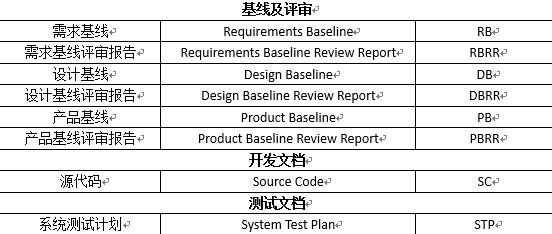 基线及评审
需求基线 Requirements Baseline RB
需求基线评审报告 Requirements Baseline Review Report RBRR
设计基线 Design Baseline DB
设计基线评审报告 Design Baseline Review Report DBRR
产品基线 Product Baseline PB
产品基线评审报告 Product Baseline Review Report PBRR
开发文档
源代码 Source Code SC
测试文档
系统测试计划 System Test Plan STP